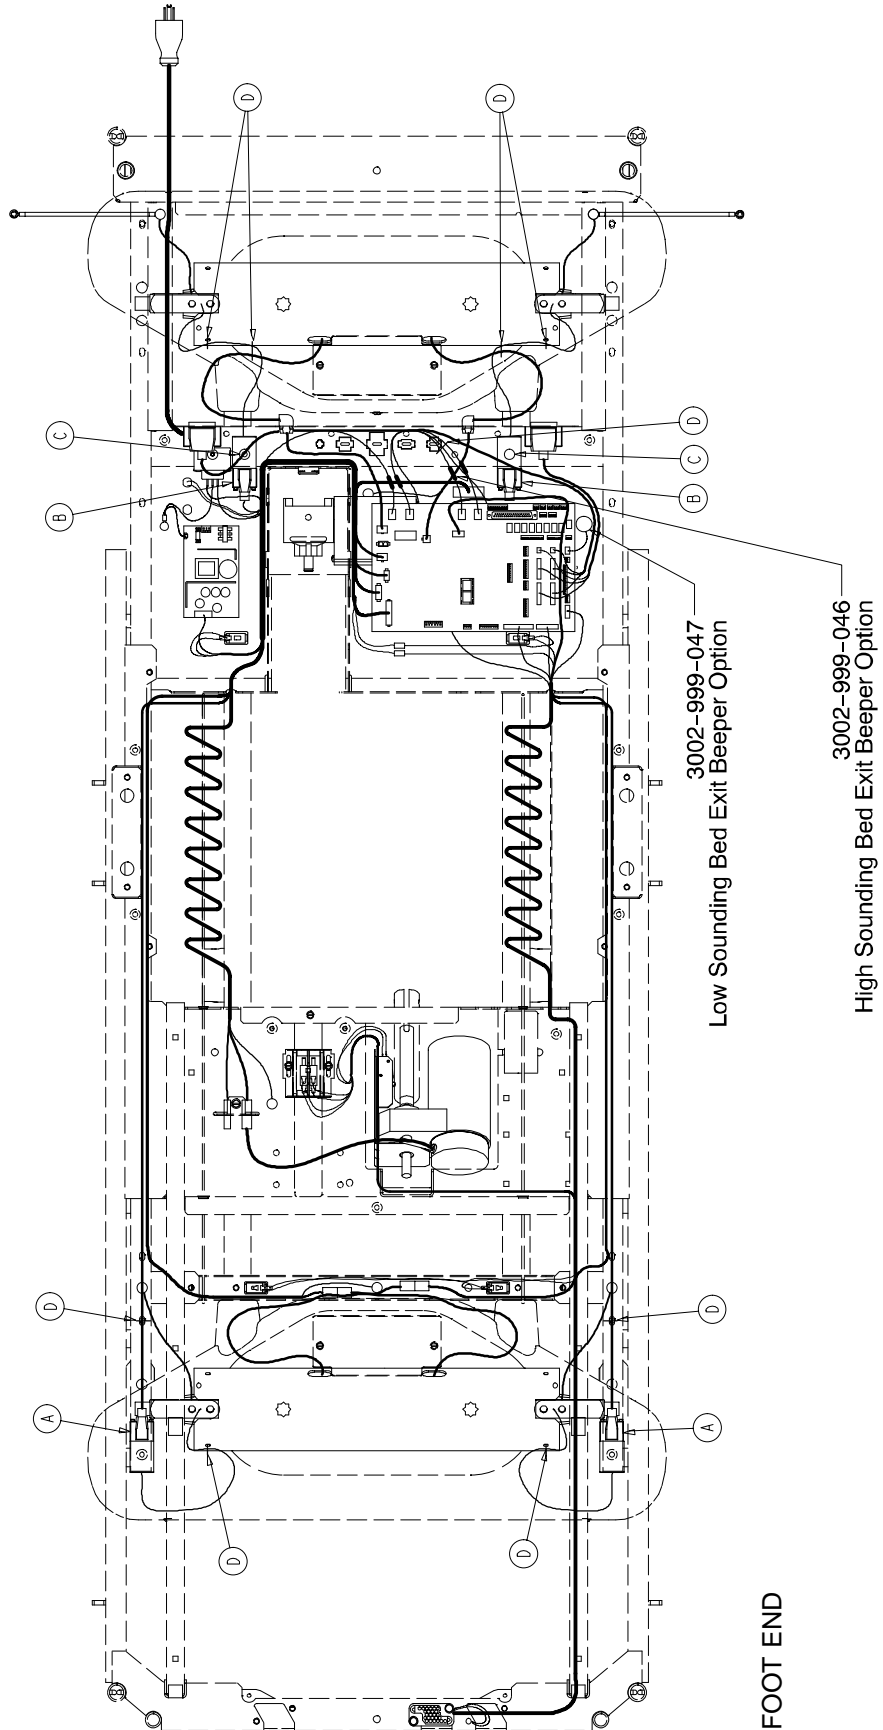 D
D
C
B
D
C
B
3002-999-047
Low Sounding Bed Exit Beeper Option
3002-999-046
High Sounding Bed Exit Beeper Option
D
D
A
A
D
D
FOOT END